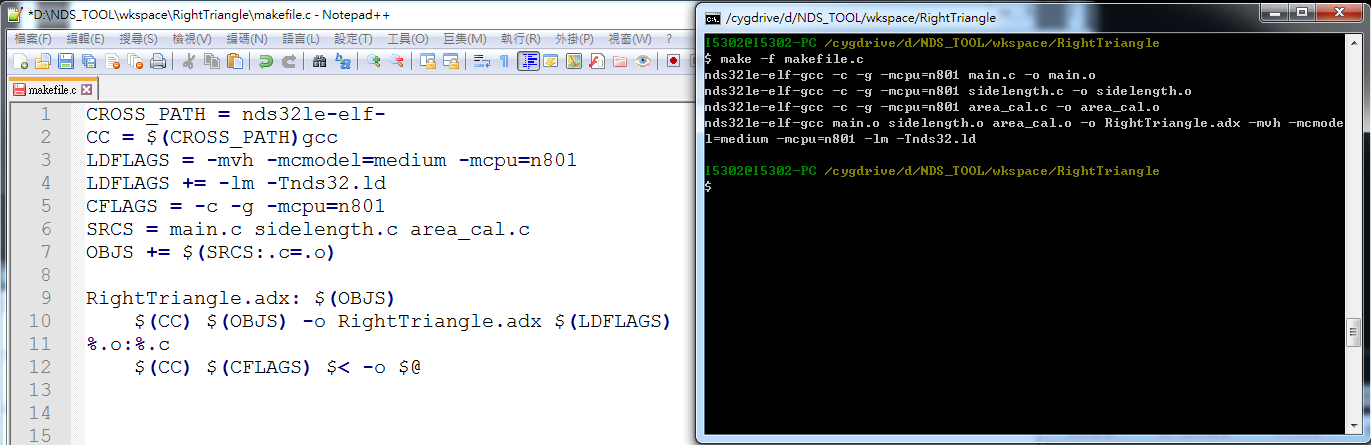 *D:\NDS_TOOL\wkspace\RightTriangle\makefile.c - Notepad++
檔案(F) 編輯(E) 搜尋(S) 檢視(V) 編碼(N) 語言(L) 設定(T) 工具(O) 巨集(M) 執行(R) 外掛(P) 視窗(W) ?
makefile.c
1 CROSS_PATH = nds32le-elf-
2 CC = $(CROSS_PATH)gcc
3 LDFLAGS = -mvh -mcmodel=medium -mcpu=n801
4 LDFLAGS += -lm -Tnds32.ld
5 CFLAGS = -c -g -mcpu=n801
6 SRCS = main.c sidelength.c area_cal.c
7 OBJS += $(SRCS:.c=.o)
8
9 RightTriangle.adx: $(OBJS)
10 $(CC) $(OBJS) -o RightTriangle.adx $(LDFLAGS)
11 %.o:%.c
12 $(CC) $(CFLAGS) $< -o $@
13
14
15
/cygdrive/d/NDS_TOOL/wkspace/RightTriangle
I5302@I5302-PC /cygdrive/d/NDS_TOOL/wkspace/RightTriangle
$ make -f makefile.c
nds32le-elf-gcc -c -g -mcpu=n801 main.c -o main.o
nds32le-elf-gcc -c -g -mcpu=n801 sidelength.c -o sidelength.o
nds32le-elf-gcc -c -g -mcpu=n801 area_cal.c -o area_cal.o
nds32le-elf-gcc main.o sidelength.o area_cal.o -o RightTriangle.adx -mvh -mcmode
l=medium -mcpu=n801 -lm -Tnds32.ld
I5302@I5302-PC /cygdrive/d/NDS_TOOL/wkspace/RightTriangle
$